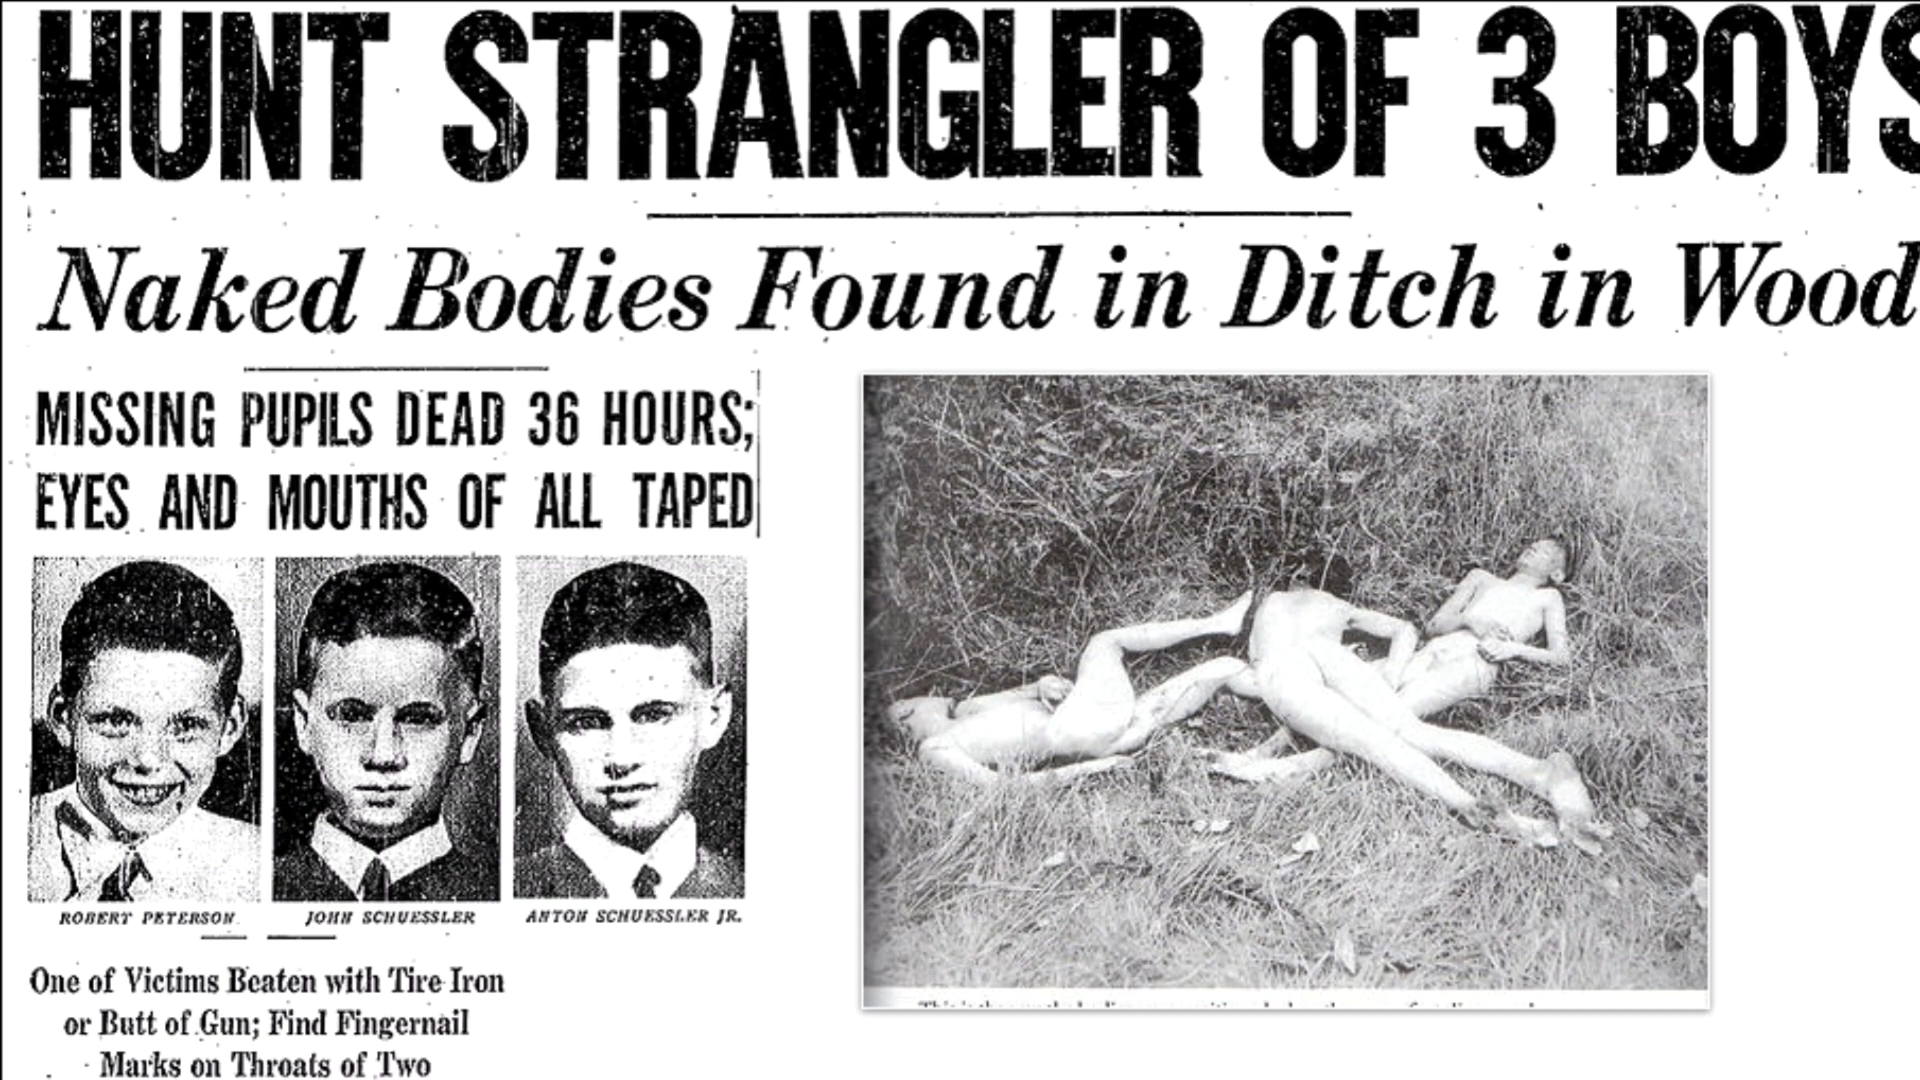 HUNT STRANGLER OF 3 BOYS
Naked Bodies Found in Ditch in Wood
MISSING PUPILS DEAD 36 HOURS;
EYES AND MOUTHS OF ALL TAPED
ROBERT PETERSON
JOHN SCHUESSLER
ANTON SCHUESSLER JR.
One of Victims Beaten with Tire Iron
or Butt of Gun; Find Fingernail
Marks on Throats of Two